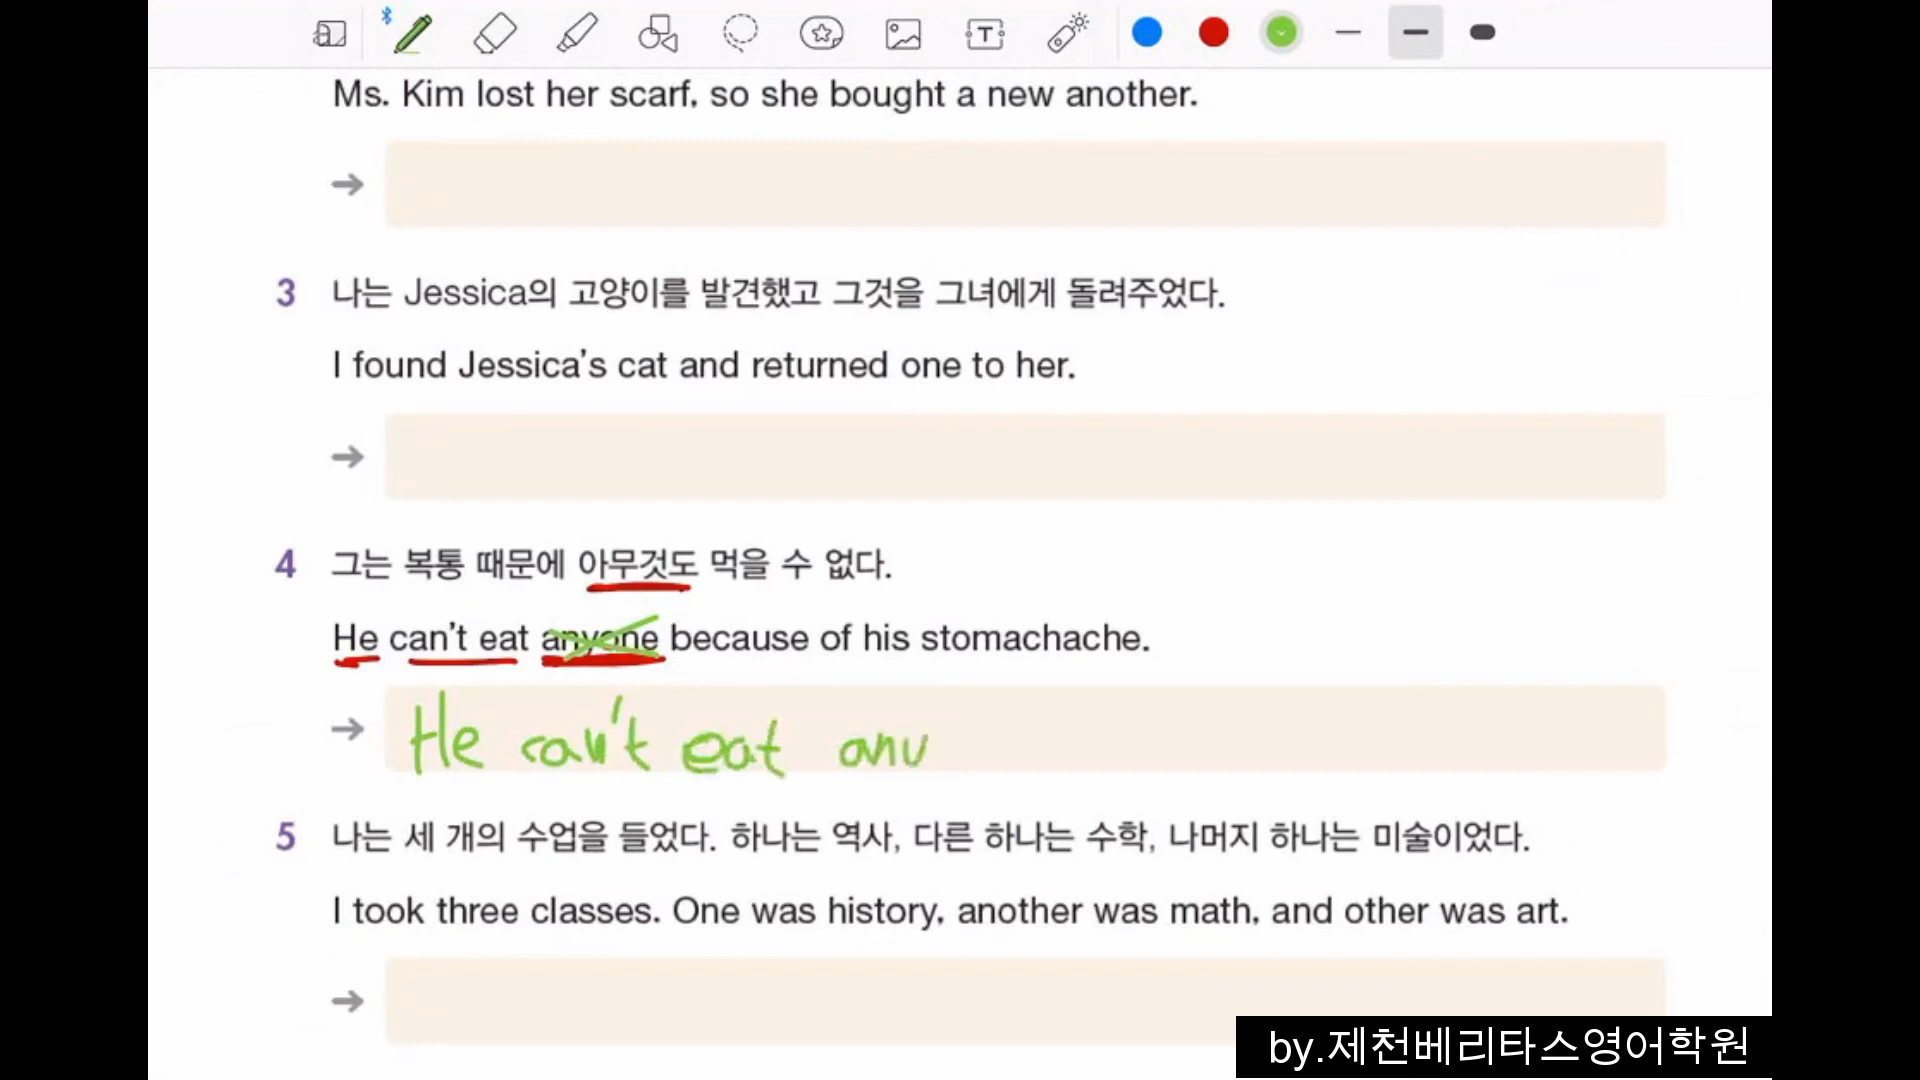 Ms. Kim lost her scarf, so she bought a new another.
→
3 나는 Jessica의 고양이를 발견했고 그것을 그녀에게 돌려주었다.
I found Jessica's cat and returned one to her.
→
4 그는 복통 때문에 아무것도 먹을 수 없다.
He can't eat anyone because of his stomachache.
→ He can't eat anu
5 나는 세 개의 수업을 들었다. 하나는 역사, 다른 하나는 수학, 나머지 하나는 미술이었다.
I took three classes. One was history, another was math, and other was art.
→
by.제천베리타스영어학원